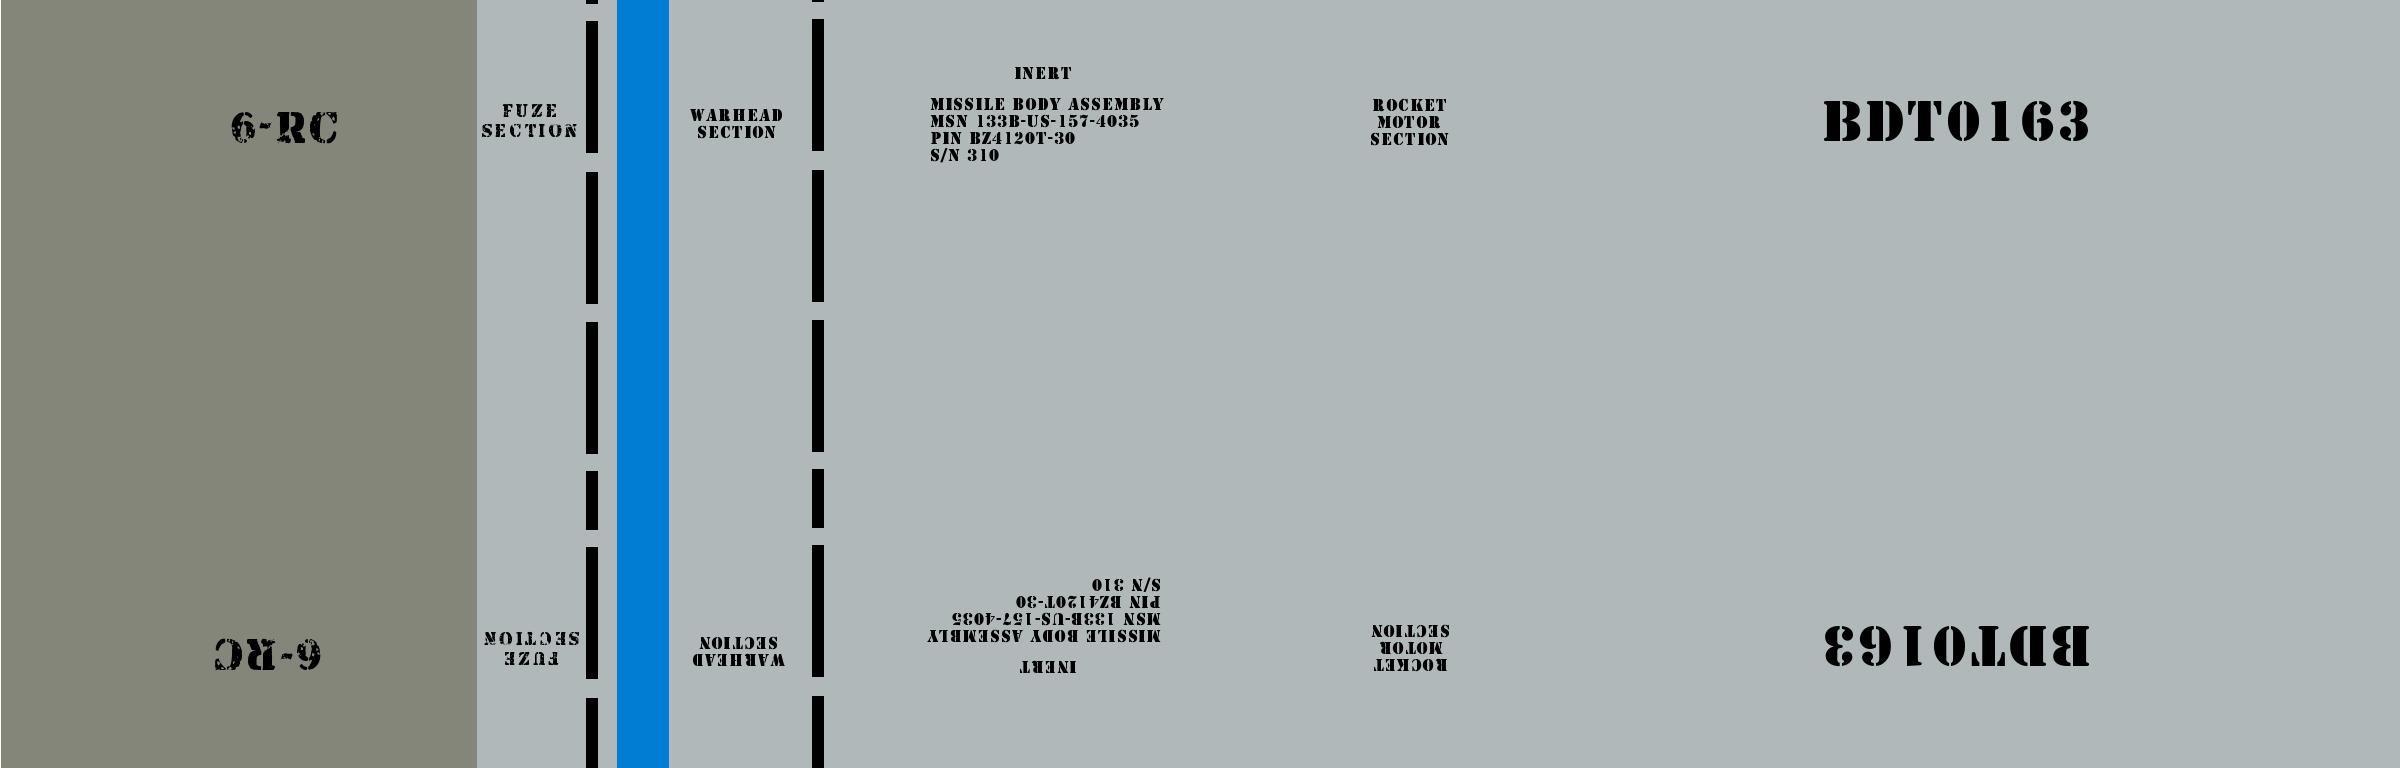 6-RC
FUZE
SECTION
WARHEAD
SECTION
INERT
MISSILE BODY ASSEMBLY
MSN 133B-US-157-4035
PIN BZ4120T-30
S/N 310
ROCKET
MOTOR
SECTION
BDT0163
6-RC
FUZE
SECTION
WARHEAD
SECTION
INERT
MISSILE BODY ASSEMBLY
MSN 133B-US-157-4035
PIN BZ4120T-30
S/N 310
ROCKET
MOTOR
SECTION
BDT0163